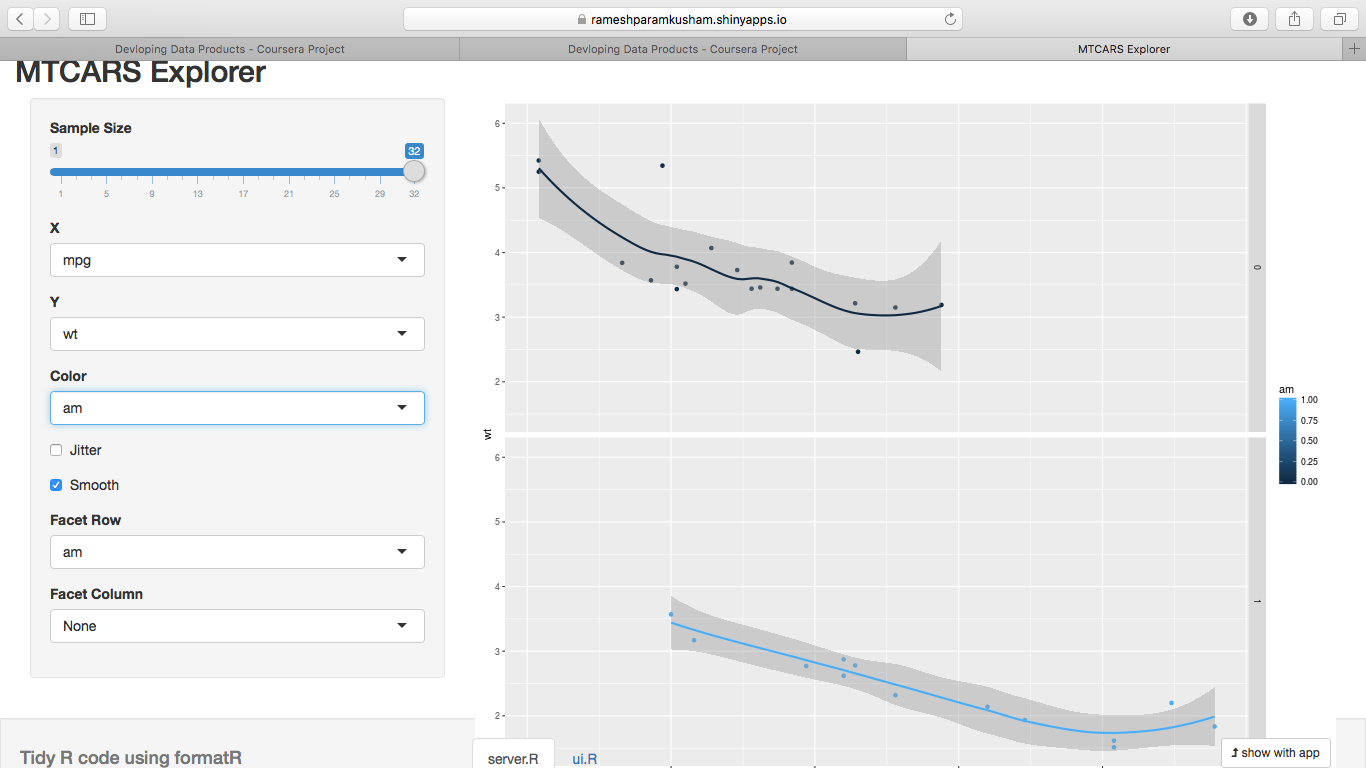 rameshparamkusham.shinyapps.io
Devloping Data Products - Coursera Project
Devloping Data Products - Coursera Project
MTCARS Explorer
MTCARS Explorer
Sample Size
1
32
1 5 9 13 17 21 25 29 32
X
mpg
Y
wt
Color
am
Jitter
Smooth
Facet Row
am
Facet Column
None
6
5
4
3
2
0
wt
6
5
4
3
2
1
am
1.00
0.75
0.50
0.25
0.00
Tidy R code using formatR
server.R
ui.R
show with app